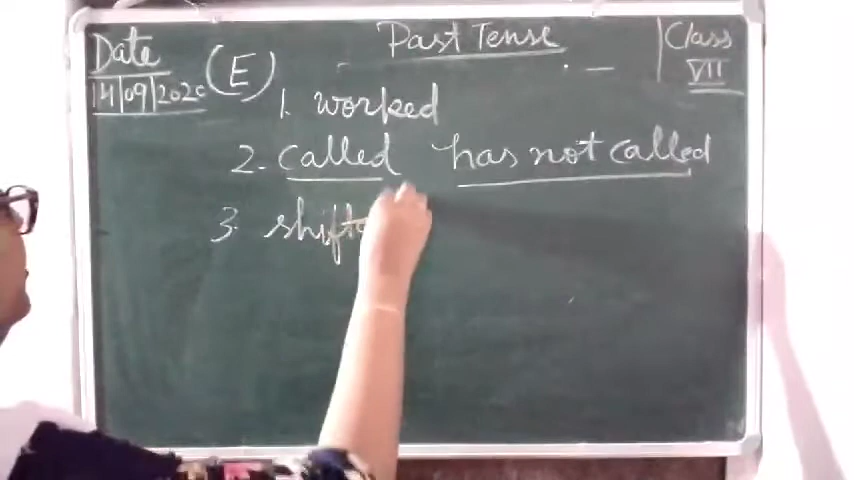 Date
14/09/2020
(E)
Past Tense
Class
VII
1. worked
2. called has not called
3.